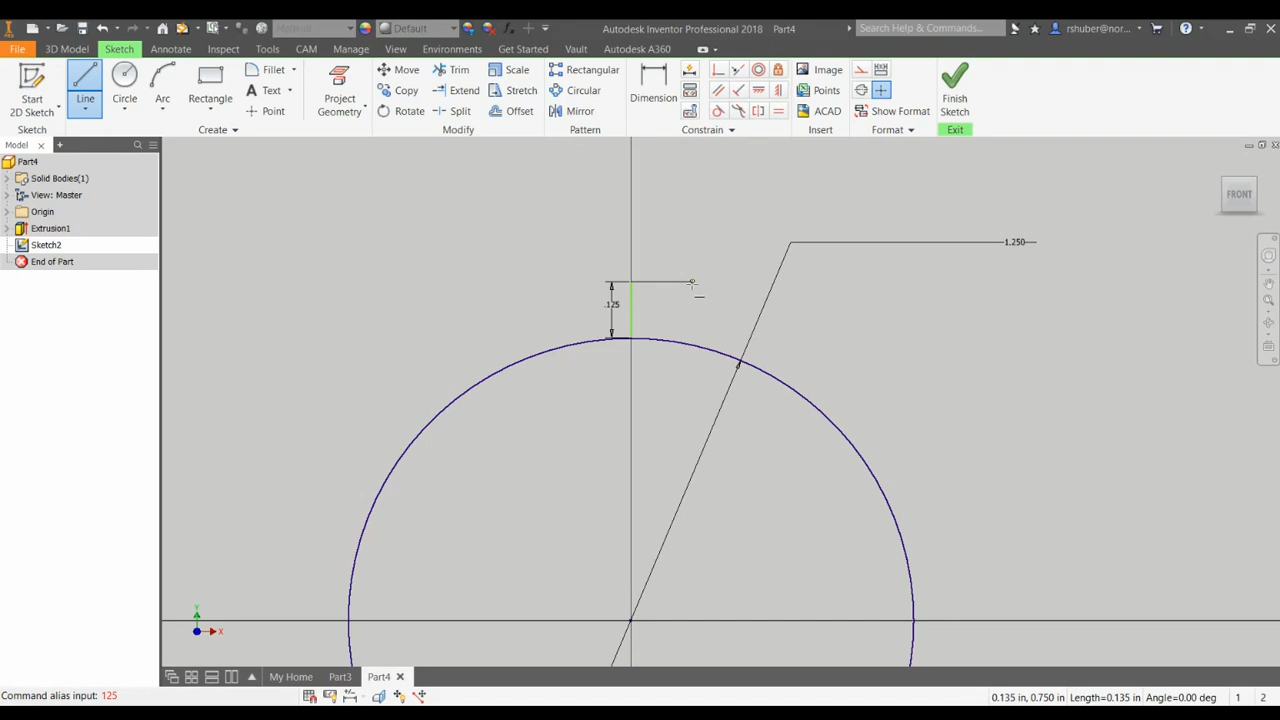 Material
Default
Autodesk Inventor Professional 2018
Part4
Search Help & Commands...
rshuber@nor...
File
3D Model
Sketch
Annotate
Inspect
Tools
CAM
Manage
View
Environments
Get Started
Vault
Autodesk A360
Start
2D Sketch
Line
Circle
Arc
Rectangle
Fillet
Text
Point
Project
Geometry
Move
Copy
Rotate
Trim
Extend
Split
Scale
Stretch
Offset
Rectangular
Circular
Mirror
Dimension
Image
Points
ACAD
Show Format
Finish
Sketch
Sketch
Create
Modify
Pattern
Constrain
Insert
Format
Exit
Model
Part4
Solid Bodies(1)
View: Master
Origin
Extrusion1
Sketch2
End of Part
FRONT
1.250
.125
Y
X
My Home
Part3
Part4
Command alias input: 125
0.135 in, 0.750 in
Length=0.135 in
Angle=0.00 deg
1
2